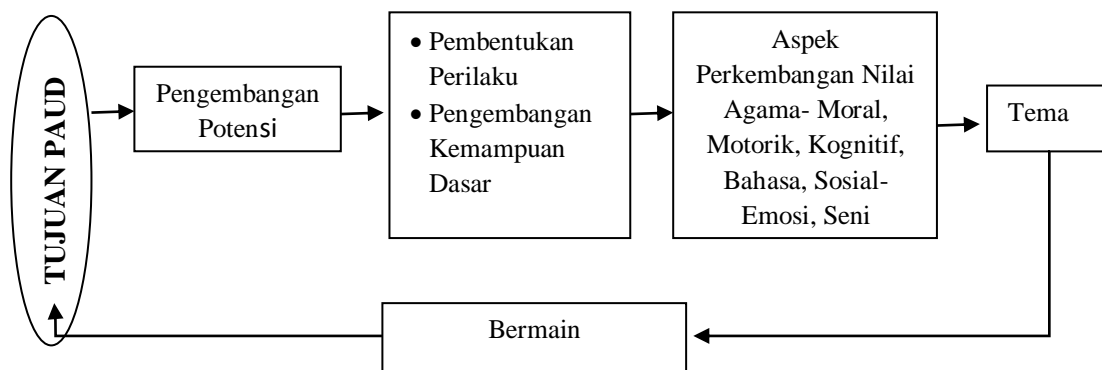 TUJUAN PAUD
Pengembangan
Potensi
• Pembentukan
Perilaku
• Pengembangan
Kemampuan
Dasar
Aspek
Perkembangan Nilai
Agama- Moral,
Motorik, Kognitif,
Bahasa, Sosial-
Emosi, Seni
Tema
Bermain